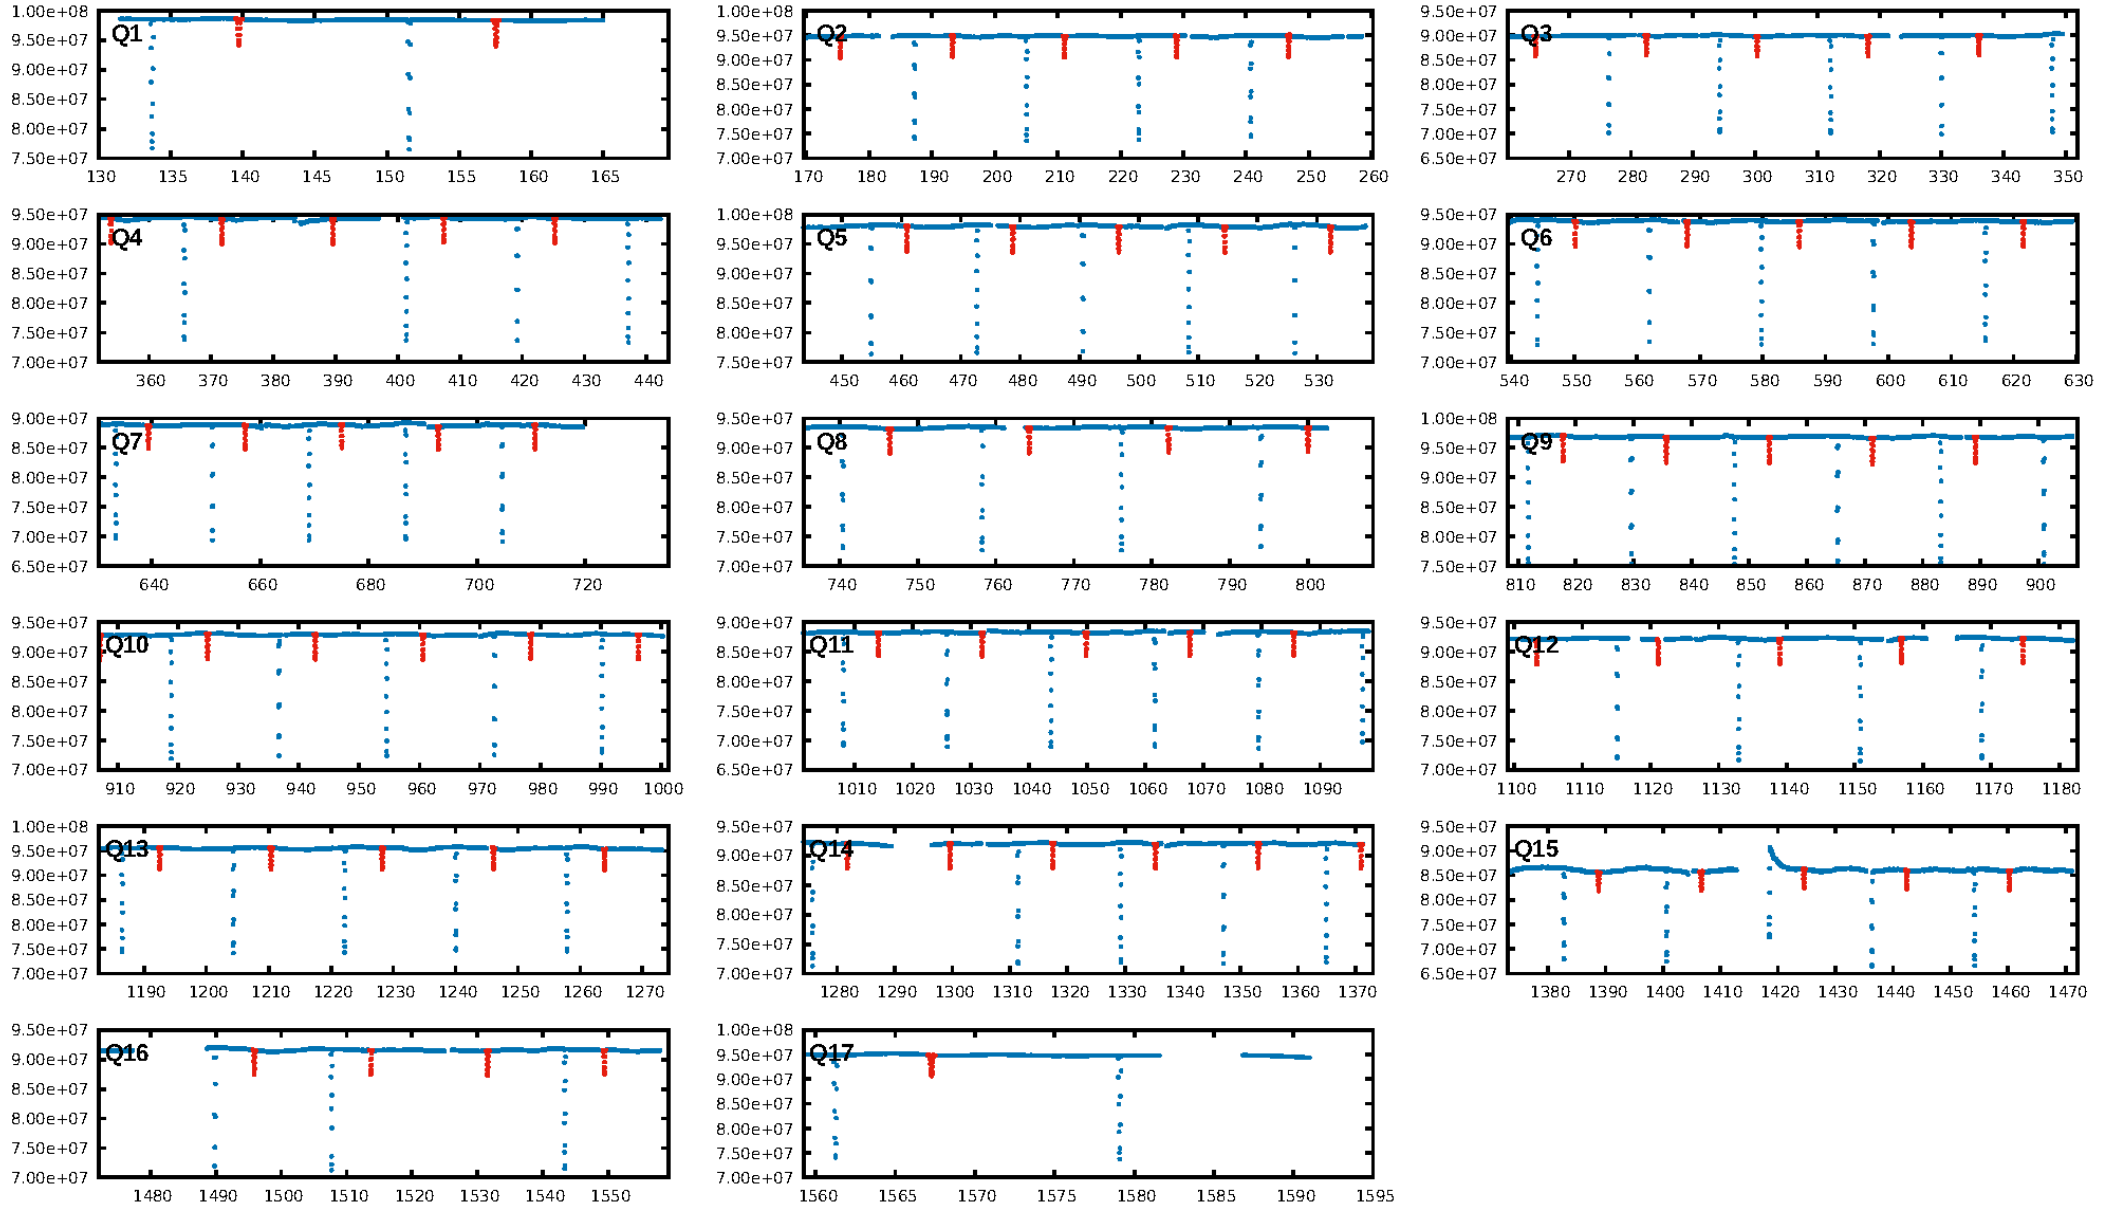 1.00e+08 9.50e+07 9.00e+07 8.50e+07 8.00e+07 7.50e+07
Q1
130 135 140 145 150 155 160 165
1.00e+08 9.50e+07 9.00e+07 8.50e+07 8.00e+07 7.50e+07 7.00e+07
Q2
170 180 190 200 210 220 230 240 250 260
9.50e+07 9.00e+07 8.50e+07 8.00e+07 7.50e+07 7.00e+07 6.50e+07
Q3
270 280 290 300 310 320 330 340 350
9.50e+07 9.00e+07 8.50e+07 8.00e+07 7.50e+07 7.00e+07
Q4
360 370 380 390 400 410 420 430 440
1.00e+08 9.50e+07 9.00e+07 8.50e+07 8.00e+07 7.50e+07
Q5
450 460 470 480 490 500 510 520 530
9.50e+07 9.00e+07 8.50e+07 8.00e+07 7.50e+07 7.00e+07
Q6
540 550 560 570 580 590 600 610 620 630
9.00e+07 8.50e+07 8.00e+07 7.50e+07 7.00e+07 6.50e+07
Q7
640 660 680 700 720
9.50e+07 9.00e+07 8.50e+07 8.00e+07 7.50e+07 7.00e+07
Q8
740 750 760 770 780 790 800
1.00e+08 9.50e+07 9.00e+07 8.50e+07 8.00e+07 7.50e+07
Q9
810 820 830 840 850 860 870 880 890 900
9.50e+07 9.00e+07 8.50e+07 8.00e+07 7.50e+07 7.00e+07
Q10
910 920 930 940 950 960 970 980 990 1000
9.00e+07 8.50e+07 8.00e+07 7.50e+07 7.00e+07 6.50e+07
Q11
1010 1020 1030 1040 1050 1060 1070 1080 1090
9.50e+07 9.00e+07 8.50e+07 8.00e+07 7.50e+07 7.00e+07
Q12
1100 1110 1120 1130 1140 1150 1160 1170 1180
1.00e+08 9.50e+07 9.00e+07 8.50e+07 8.00e+07 7.50e+07 7.00e+07
Q13
1190 1200 1210 1220 1230 1240 1250 1260 1270
9.50e+07 9.00e+07 8.50e+07 8.00e+07 7.50e+07 7.00e+07
Q14
1280 1290 1300 1310 1320 1330 1340 1350 1360 1370
9.50e+07 9.00e+07 8.50e+07 8.00e+07 7.50e+07 7.00e+07 6.50e+07
Q15
1380 1390 1400 1410 1420 1430 1440 1450 1460 1470
9.50e+07 9.00e+07 8.50e+07 8.00e+07 7.50e+07 7.00e+07
Q16
1480 1490 1500 1510 1520 1530 1540 1550
1.00e+08 9.50e+07 9.00e+07 8.50e+07 8.00e+07 7.50e+07 7.00e+07
Q17
1560 1565 1570 1575 1580 1585 1590 1595